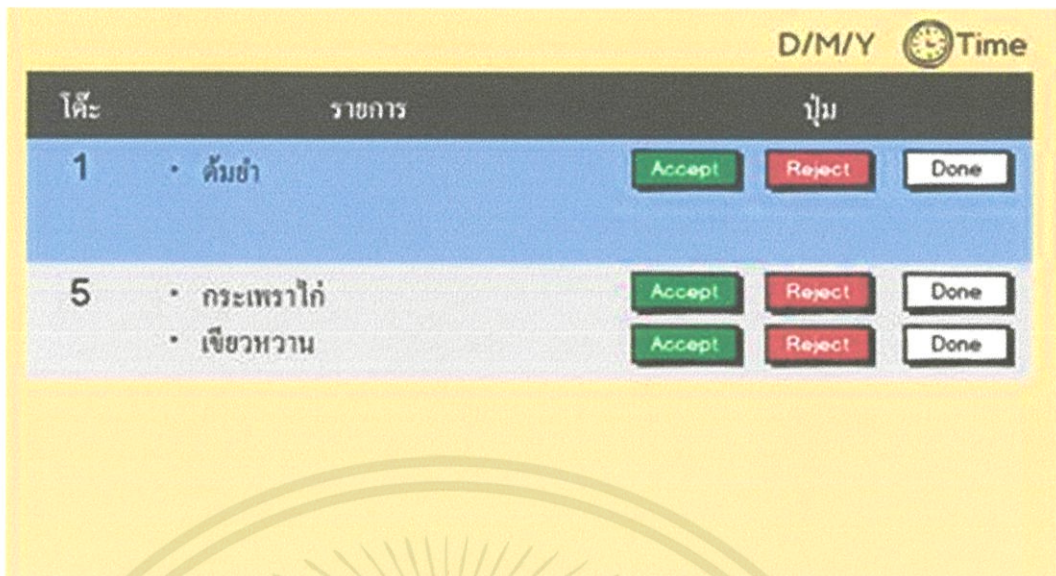 D/M/Y Time
โต๊ะ รายการ ปุ่ม
1 • ต้มยำ Accept Reject Done
5 • กระเพราไก่ Accept Reject Done
• เขียวหวาน Accept Reject Done